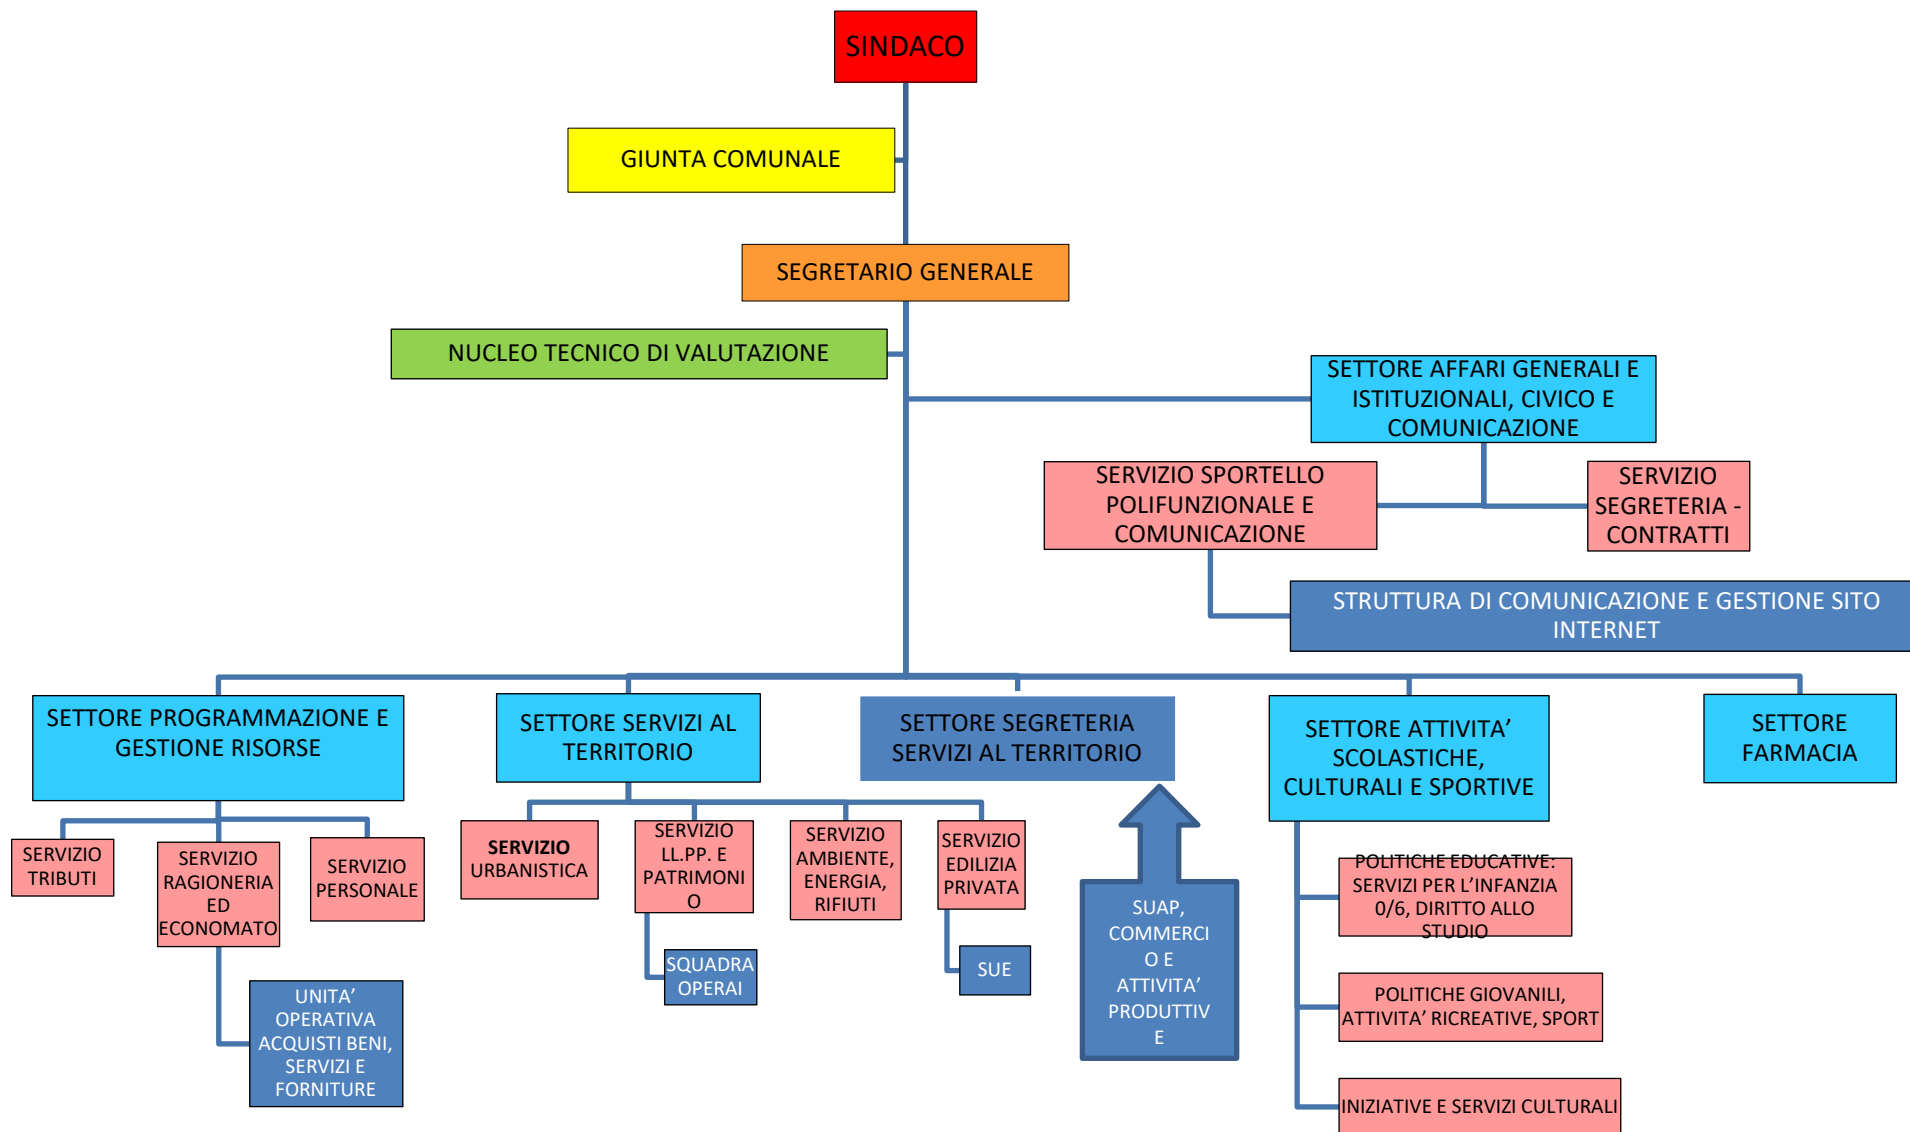 SINDACO
GIUNTA COMUNALE
SEGRETARIO GENERALE
NUCLEO TECNICO DI VALUTAZIONE
SETTORE AFFARI GENERALI E
ISTITUZIONALI, CIVICO E
COMUNICAZIONE
SERVIZIO SPORTELLO
POLIFUNZIONALE E
COMUNICAZIONE
SERVIZIO
SEGRETERIA -
CONTRATTI
STRUTTURA DI COMUNICAZIONE E GESTIONE SITO
INTERNET
SETTORE PROGRAMMAZIONE E
GESTIONE RISORSE
SETTORE SERVIZI AL
TERRITORIO
SETTORE SEGRETERIA
SERVIZI AL TERRITORIO
SETTORE ATTIVITA’
SCOLASTICHE,
CULTURALI E SPORTIVE
SETTORE
FARMACIA
SERVIZIO
TRIBUTI
SERVIZIO
RAGIONERIA
ED
ECONOMATO
SERVIZIO
PERSONALE
SERVIZIO
URBANISTICA
SERVIZIO
LL.PP. E
PATRIMONI
O
SERVIZIO
AMBIENTE,
ENERGIA,
RIFIUTI
SERVIZIO
EDILIZIA
PRIVATA
SUAP,
COMMERCI
O E
ATTIVITA’
PRODUTTIV
E
POLITICHE EDUCATIVE:
SERVIZI PER L’INFANZIA
0/6, DIRITTO ALLO
STUDIO
SQUADRA
OPERAI
SUE
UNITA’
OPERATIVA
ACQUISTI BENI,
SERVIZI E
FORNITURE
POLITICHE GIOVANILI,
ATTIVITA’ RICREATIVE, SPORT
INIZIATIVE E SERVIZI CULTURALI